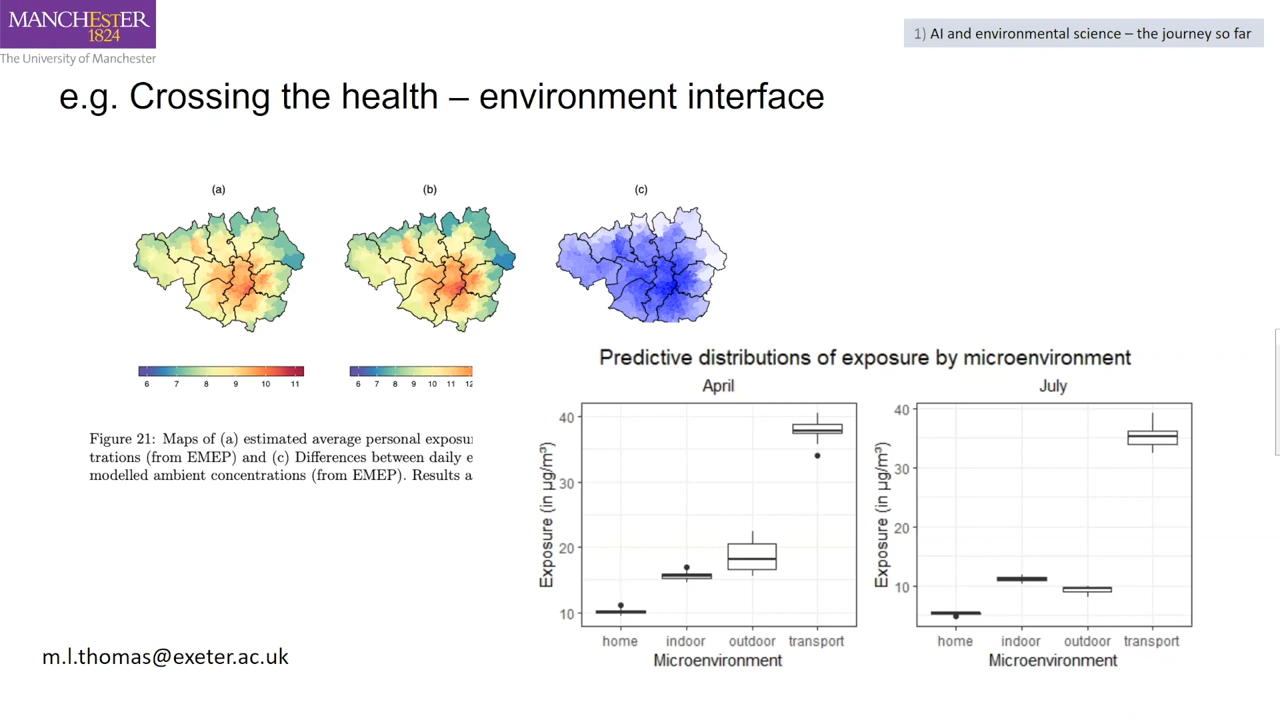 MANCHESTER
1824
The University of Manchester
1) AI and environmental science – the journey so far
e.g. Crossing the health – environment interface
(a)
(b)
(c)
6 7 8 9 10 11
6 7 8 9 10 11 12
Figure 21: Maps of (a) estimated average personal exposur
trations (from EMEP) and (c) Differences between daily e
modelled ambient concentrations (from EMEP). Results a
Predictive distributions of exposure by microenvironment
April
Exposure (in µg/m³)
40
30
20
10
home indoor outdoor transport
Microenvironment
July
Exposure (in µg/m³)
40
30
20
10
home indoor outdoor transport
Microenvironment
m.l.thomas@exeter.ac.uk